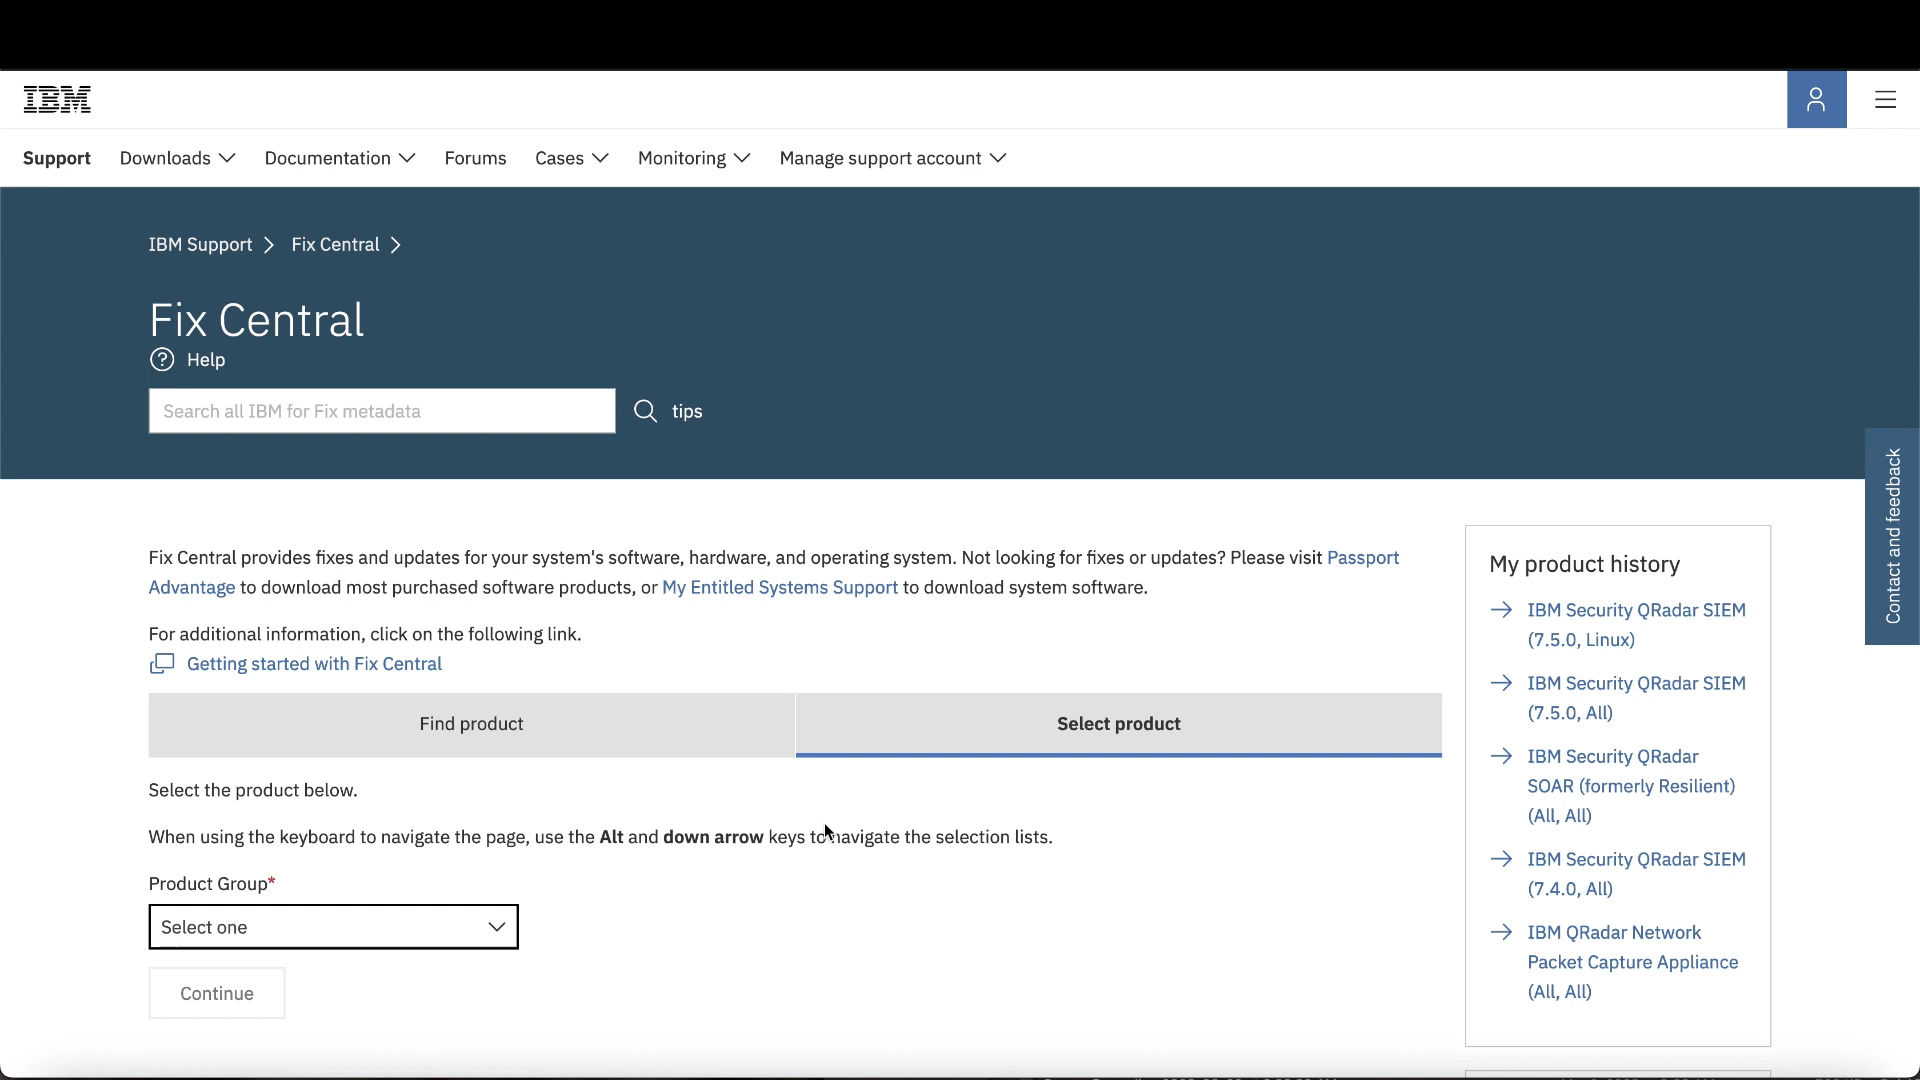 IBM
Support Downloads Documentation Forums Cases Monitoring Manage support account
IBM Support Fix Central
Fix Central
Help
Search all IBM for Fix metadata tips
Contact and feedback
Fix Central provides fixes and updates for your system's software, hardware, and operating system. Not looking for fixes or updates? Please visit Passport
Advantage to download most purchased software products, or My Entitled Systems Support to download system software.
For additional information, click on the following link.
Getting started with Fix Central
Find product Select product
Select the product below.
When using the keyboard to navigate the page, use the Alt and down arrow keys to navigate the selection lists.
Product Group*
Select one
Continue
My product history
IBM Security QRadar SIEM
(7.5.0, Linux)
IBM Security QRadar SIEM
(7.5.0, All)
IBM Security QRadar
SOAR (formerly Resilient)
(All, All)
IBM Security QRadar SIEM
(7.4.0, All)
IBM QRadar Network
Packet Capture Appliance
(All, All)